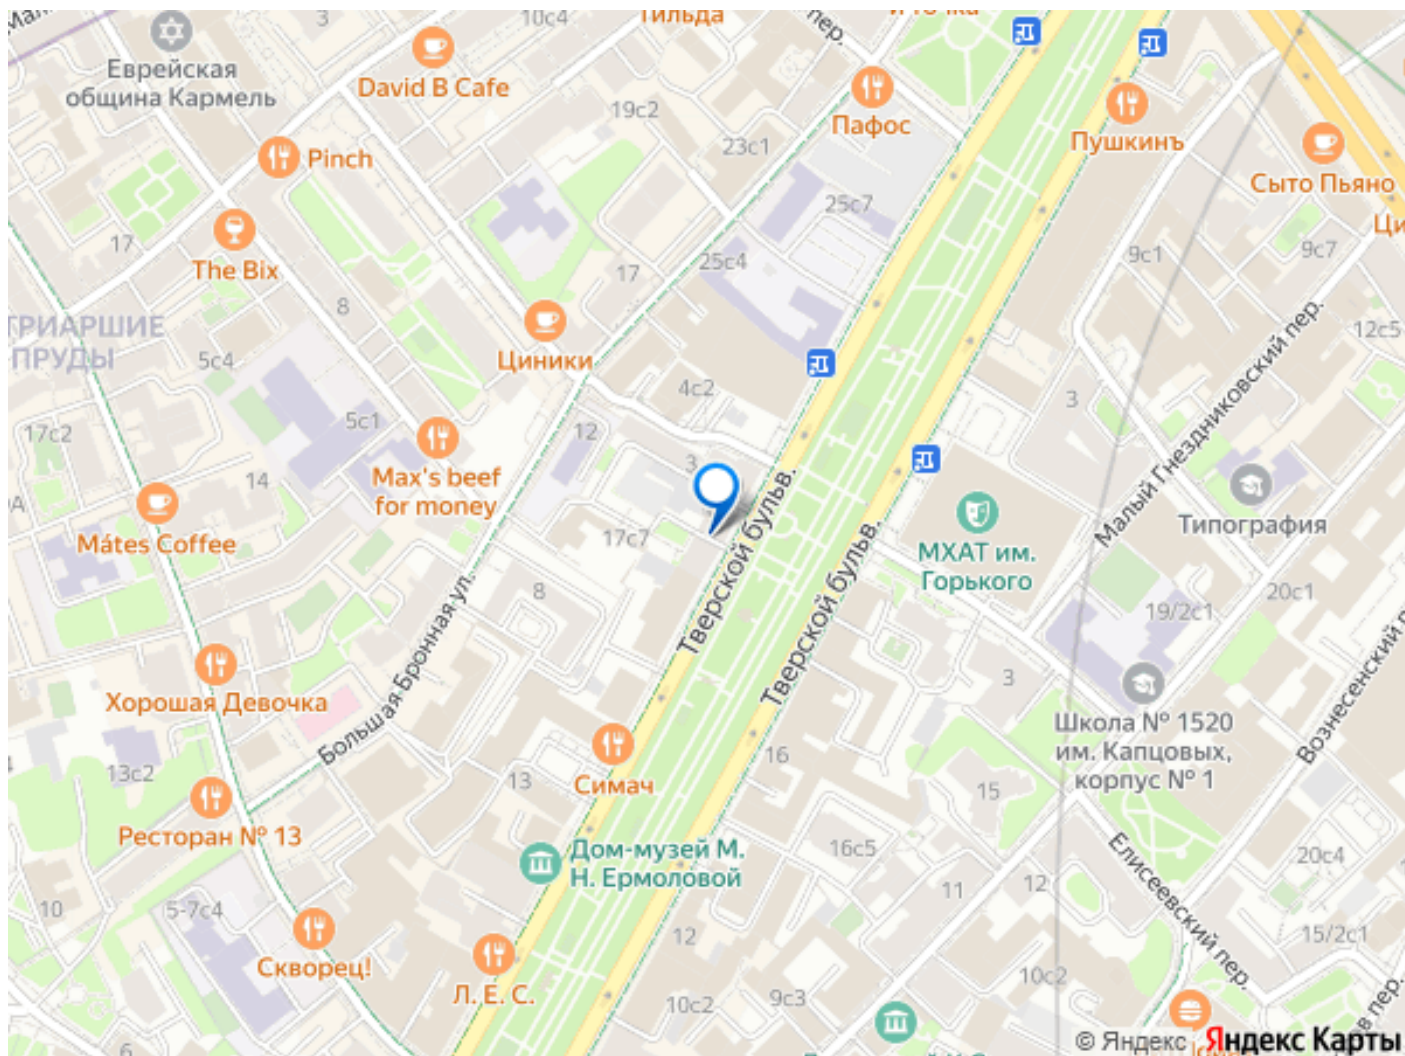 10с4
3
Тильда
пер.
Еврейская
община Кармель
David B Cafe
19с2
Пафос
23с1
Пушкинъ
Pinch
Сыто Пьяно
25с7
17
The Bix
17
25с4
9с1
9с7
8
ПРУДЫ
5с4
Циники
12с5
4с2
Малый Гнездниковский пер.
3
5с1
17с2
12
3
Max's beef
for money
14
Тверской бульв.
Тверской бульв.
Mátes Coffee
17с7
МХАТ им.
Горького
Типография
8
19/2с1
20с1
Большая Бронная ул.
Хорошая Девочка
3
Школа № 1520
им. Капцовых,
корпус № 1
13с2
13
Симач
16
15
Ресторан № 13
Дом-музей М.
Н. Ермоловой
16с5
Елисеевский пер.
20с4
11
12
10
5-7с4
12
15/2с1
Скворец!
Л. Е. С.
10с2
9с3
10с2
6
© Яндекс Яндекс Карты